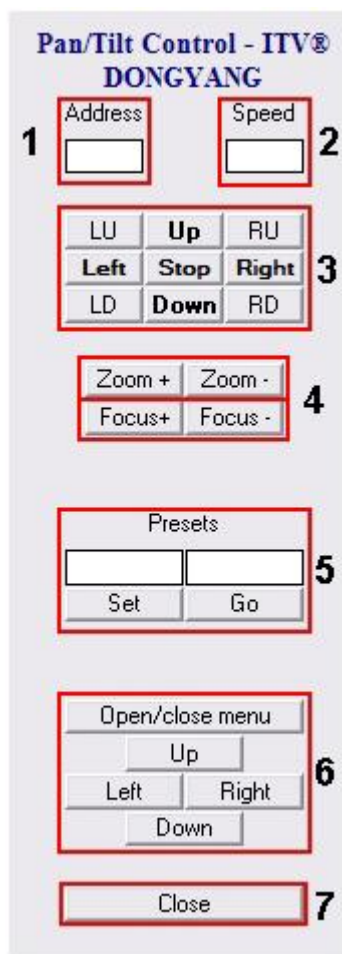 Pan/Tilt Control - ITV®
DONGYANG
Address Speed
1 2
LU Up RU
Left Stop Right 3
LD Down RD
Zoom + Zoom -
4
Focus+ Focus -
Presets
5
Set Go
Open/close menu
Up
6
Left Right
Down
Close 7